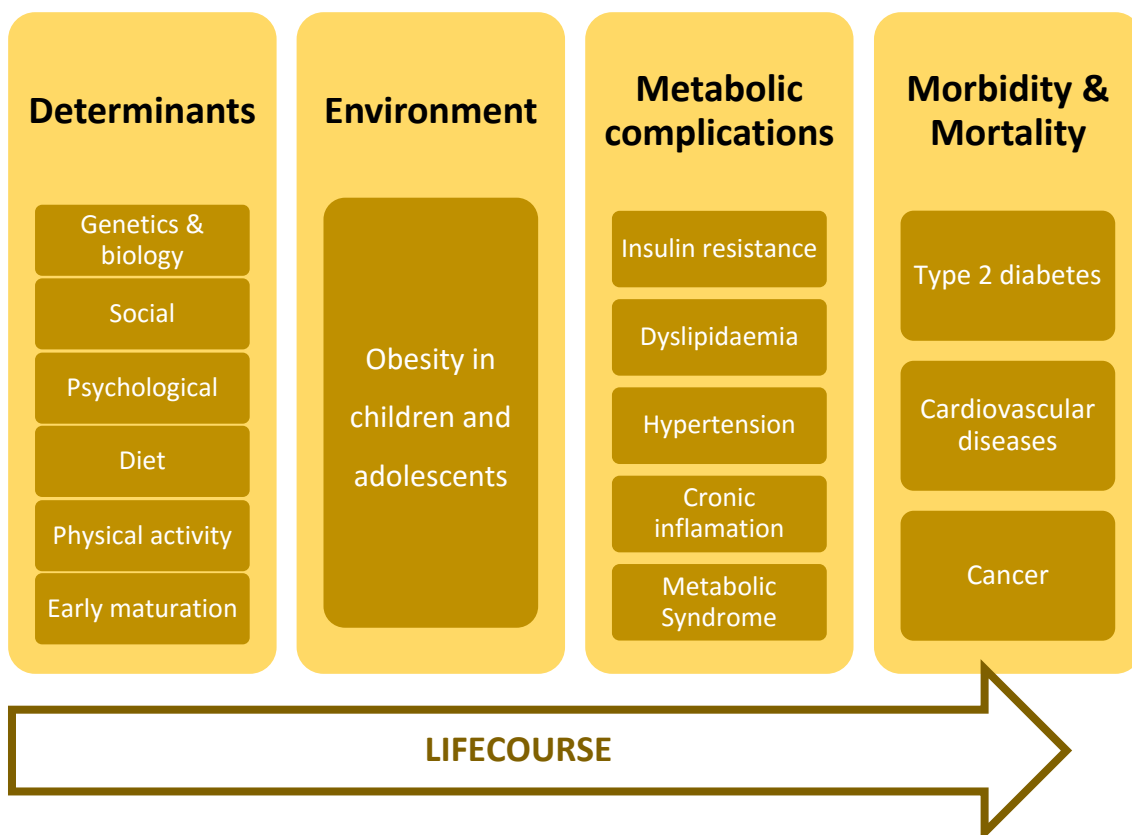 Determinants
Genetics &
biology
Social
Psychological
Diet
Physical activity
Early maturation
Environment
Obesity in
children and
adolescents
Metabolic
complications
Insulin resistance
Dyslipidaemia
Hypertension
Cronic
inflamation
Metabolic
Syndrome
Morbidity &
Mortality
Type 2 diabetes
Cardiovascular
diseases
Cancer
LIFECOURSE